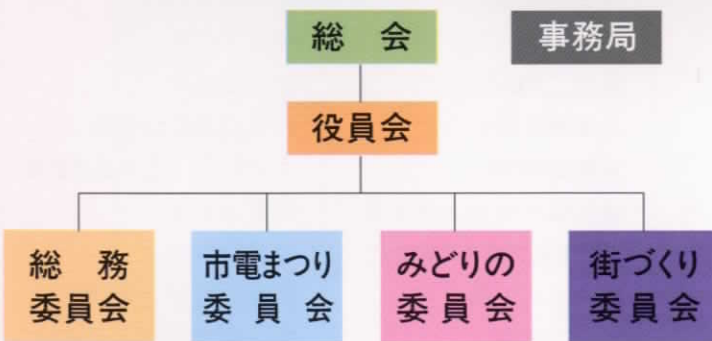 総会
事務局
役員会
総務
委員会
市電まつり
委員会
みどりの
委員会
街づくり
委員会